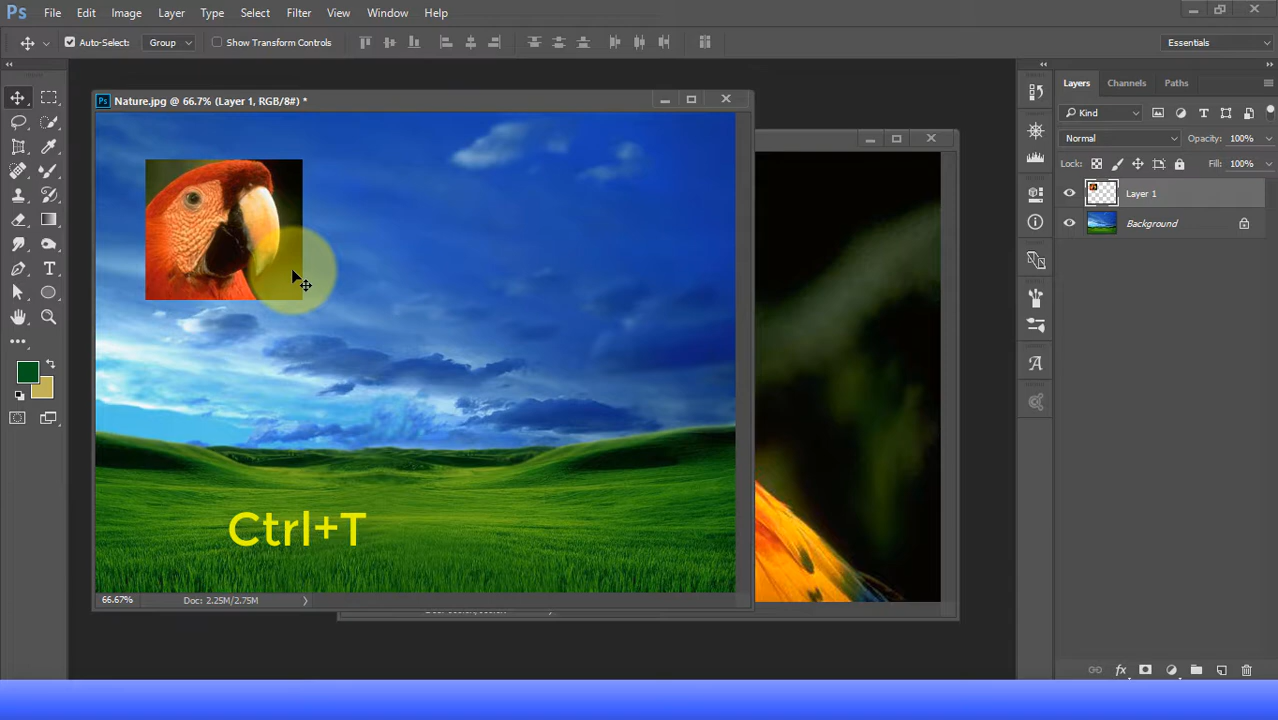 Ps File Edit Image Layer Type Select Filter 3D View Window Help
Auto-Select: Group Show Transform Controls Essentials
Ps Nature.jpg @ 66.7% (Layer 1, RGB/8#) *
Layers Channels Paths
Kind
Normal Opacity: 100%
Lock: Fill: 100%
Layer 1
Background
Ctrl+T
66.67% Doc: 2.25M/2.75M